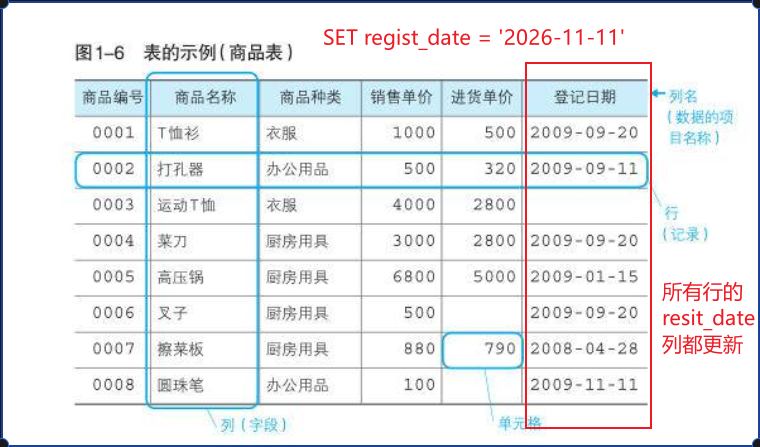 SET regist_date = '2026-11-11'
图1-6 表的示例(商品表)
商品编号 商品名称 商品种类 销售单价 进货单价 登记日期
0001 T恤衫 衣服 1000 500 2009-09-20
0002 打孔器 办公用品 500 320 2009-09-11
0003 运动T恤 衣服 4000 2800
0004 菜刀 厨房用具 3000 2800 2009-09-20
0005 高压锅 厨房用具 6800 5000 2009-01-15
0006 叉子 厨房用具 500 2009-09-20
0007 擦菜板 厨房用具 880 790 2008-04-28
0008 圆珠笔 办公用品 100 2009-11-11
列名
(数据的项
目名称)
行
(记录)
所有行的
resit_date
列都更新
列(字段)
单元格